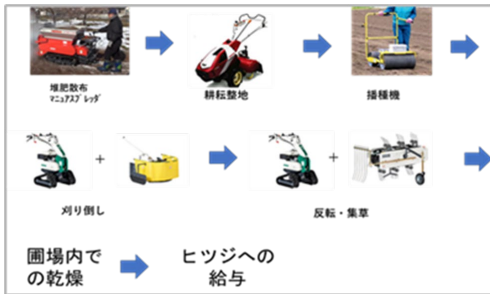 堆肥散布
マニュアスプレッダ
耕耘整地
播種機
+
+
刈り倒し
反転・集草
圃場内で
の乾燥
ヒツジへの
給与